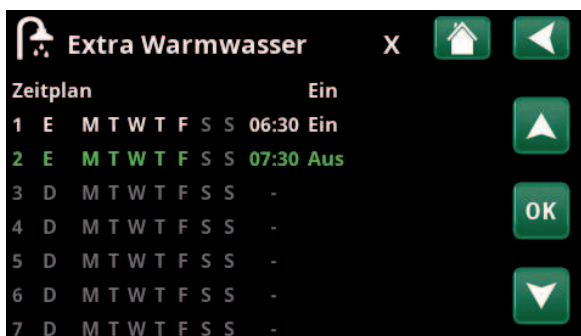 Extra Warmwasser X
Zeitplan Ein
1 E M T W T F S S 06:30 Ein
2 E M T W T F S S 07:30 Aus
3 D M T W T F S S -
4 D M T W T F S S -
OK
5 D M T W T F S S -
6 D M T W T F S S -
7 D M T W T F S S -